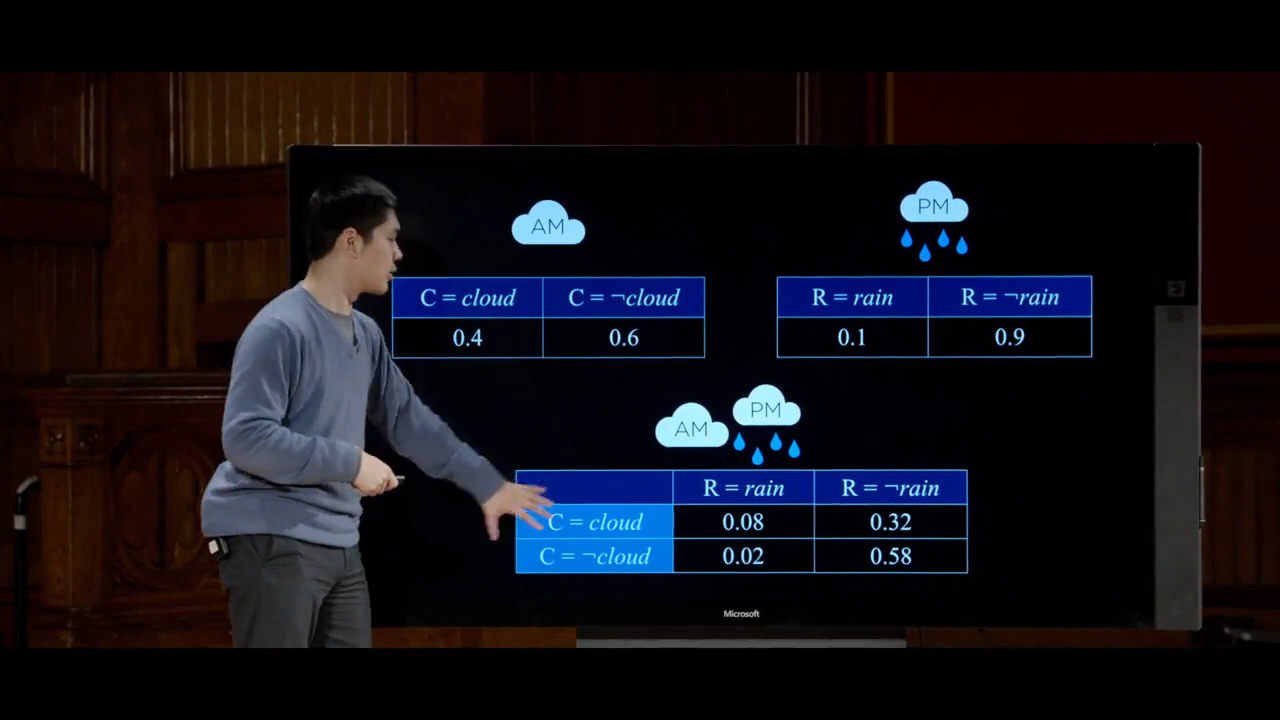 AM
PM
C = cloud C = ¬cloud
0.4 0.6
R = rain R = ¬rain
0.1 0.9
AM
PM
R = rain R = ¬rain
C = cloud 0.08 0.32
C = ¬cloud 0.02 0.58
Microsoft